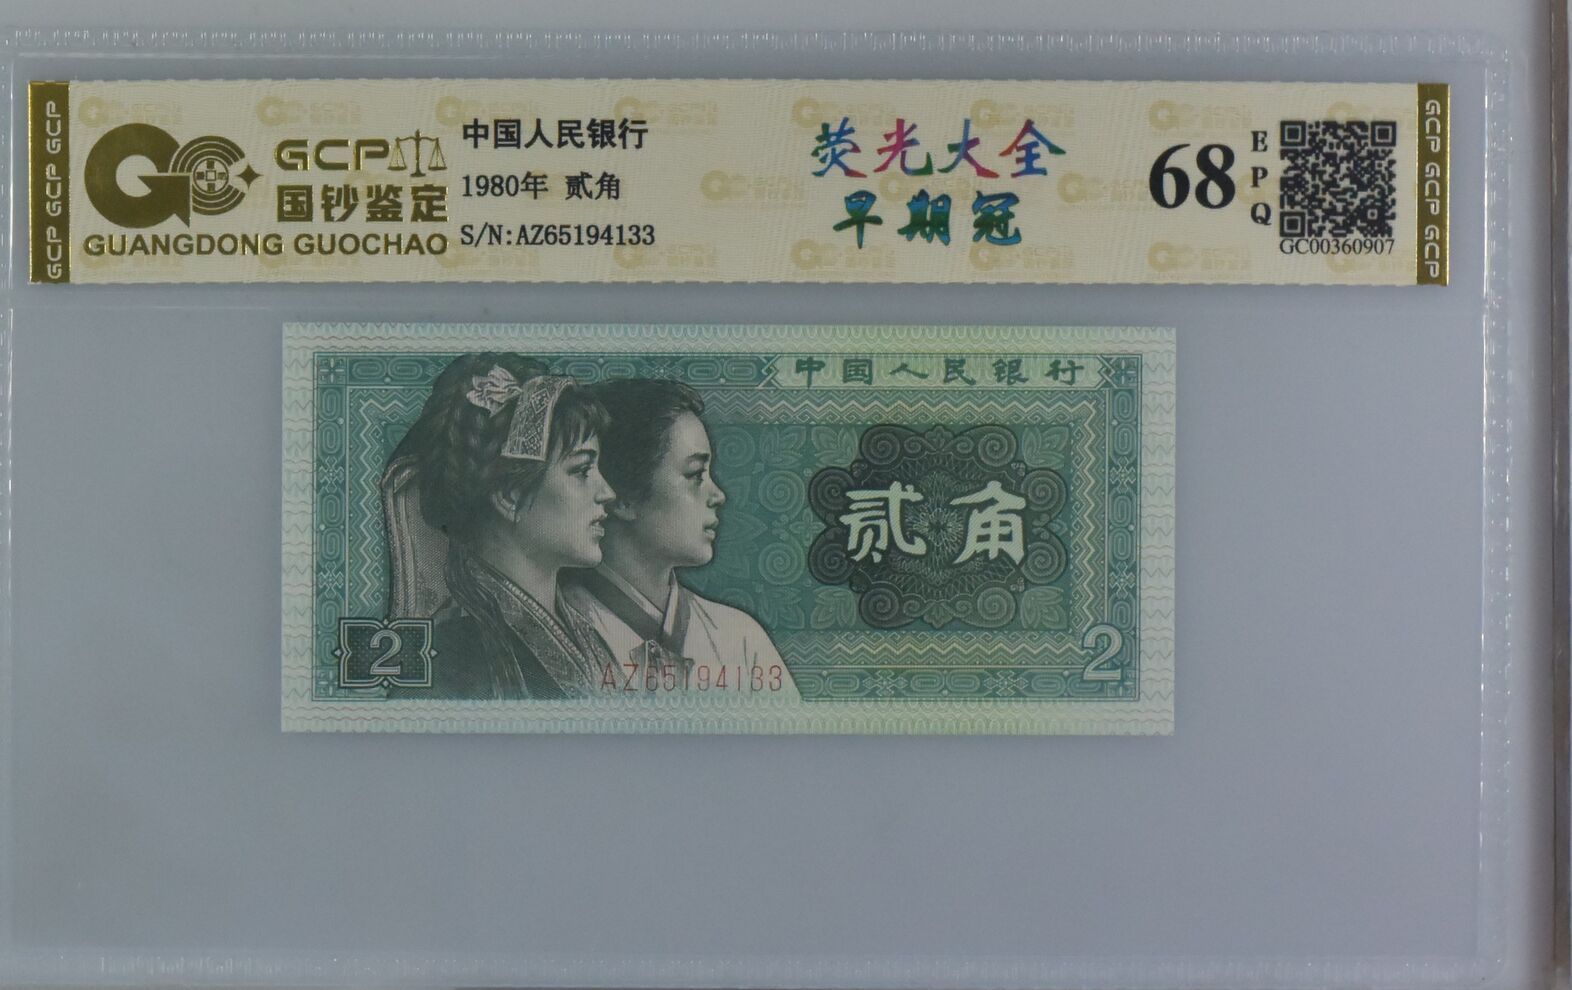 GCP GCP GCP
GCP
国钞鉴定
GUANGDONG GUOCHAO
中国人民银行
1980年 贰角
S/N:AZ65194133
荧光大全
早期冠
68
EPQ
GC00360907
GCP GCP GCP
中国人民银行
贰角
2
2
AZ65194133